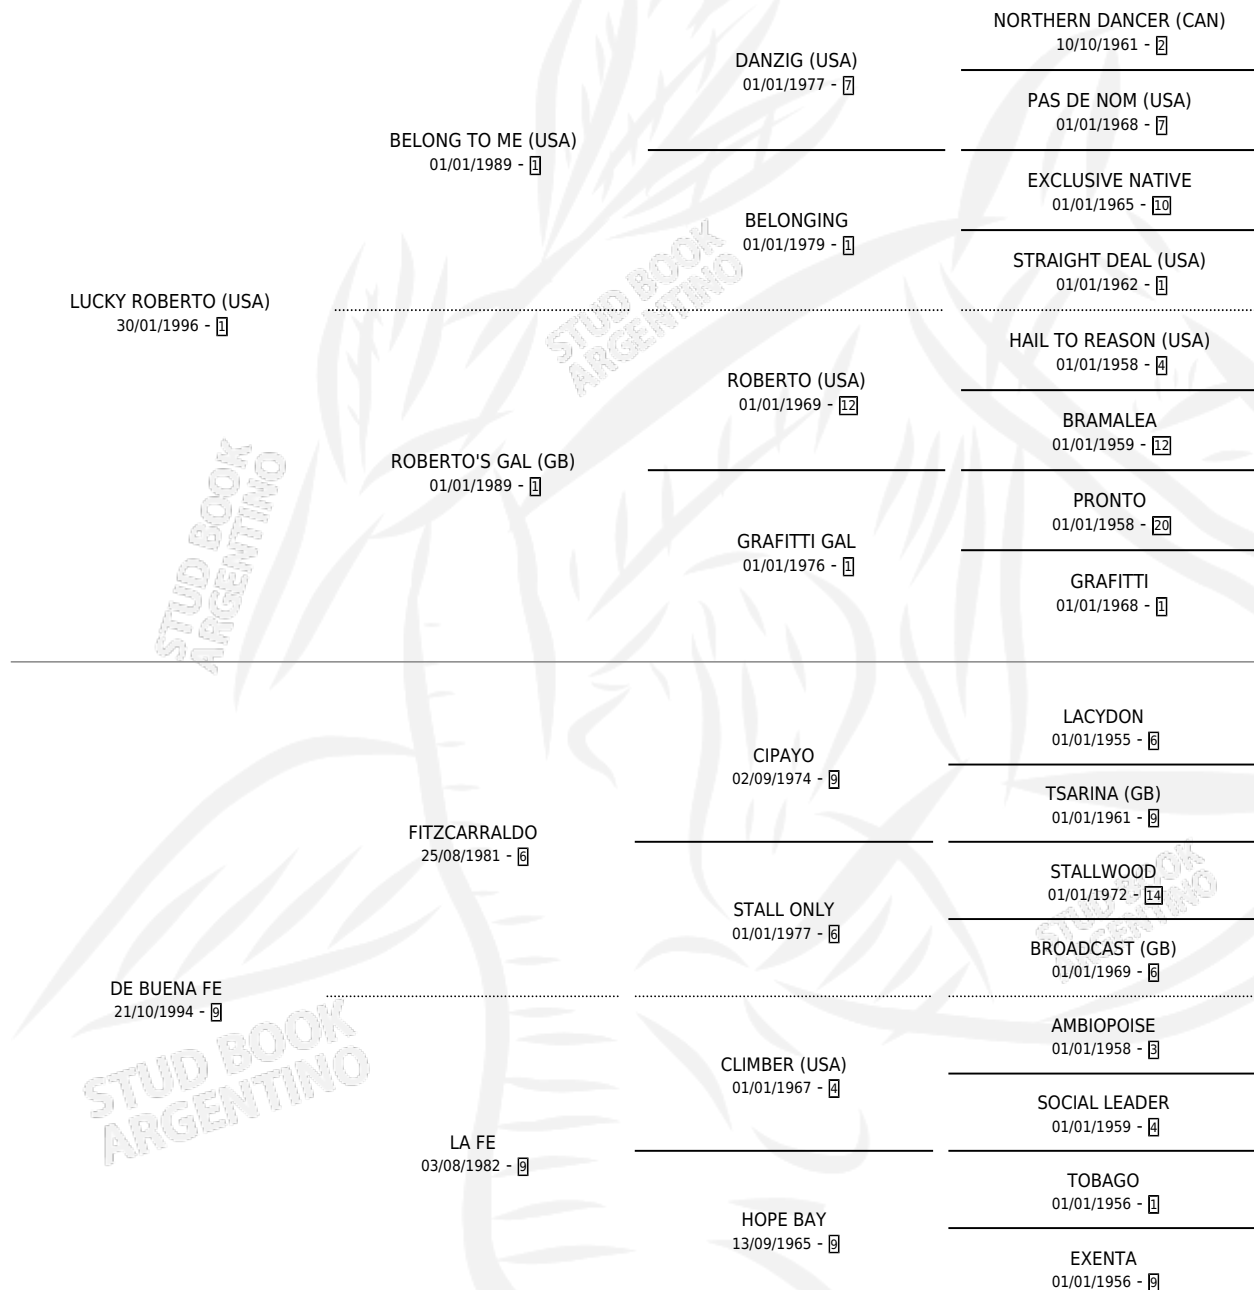 NORTHERN DANCER (CAN)
10/10/1961 - 2
DANZIG (USA)
01/01/1977 - 7
PAS DE NOM (USA)
01/01/1968 - 7
BELONG TO ME (USA)
01/01/1989 - 1
EXCLUSIVE NATIVE
01/01/1965 - 10
BELONGING
01/01/1979 - 1
STRAIGHT DEAL (USA)
01/01/1962 - 1
LUCKY ROBERTO (USA)
30/01/1996 - 1
STUD BOOK
ARGENTINO
HAIL TO REASON (USA)
01/01/1958 - 4
ROBERTO (USA)
01/01/1969 - 12
BRAMALEA
01/01/1959 - 12
ROBERTO'S GAL (GB)
01/01/1989 - 1
PRONTO
01/01/1958 - 20
GRAFITTI GAL
01/01/1976 - 1
GRAFITTI
01/01/1968 - 1
STUD BOOK
ARGENTINO
LACYDON
01/01/1955 - 6
CIPAYO
02/09/1974 - 9
TSARINA (GB)
01/01/1961 - 9
FITZCARRALDO
25/08/1981 - 6
STALLWOOD
01/01/1972 - 14
STALL ONLY
01/01/1977 - 6
STUD BOOK
ARGENTINO
BROADCAST (GB)
01/01/1969 - 6
DE BUENA FE
21/10/1994 - 9
STUD BOOK
ARGENTINO
AMBIOPOISE
01/01/1958 - 3
CLIMBER (USA)
01/01/1967 - 4
SOCIAL LEADER
01/01/1959 - 4
LA FE
03/08/1982 - 9
TOBAGO
01/01/1956 - 1
HOPE BAY
13/09/1965 - 9
EXENTA
01/01/1956 - 9